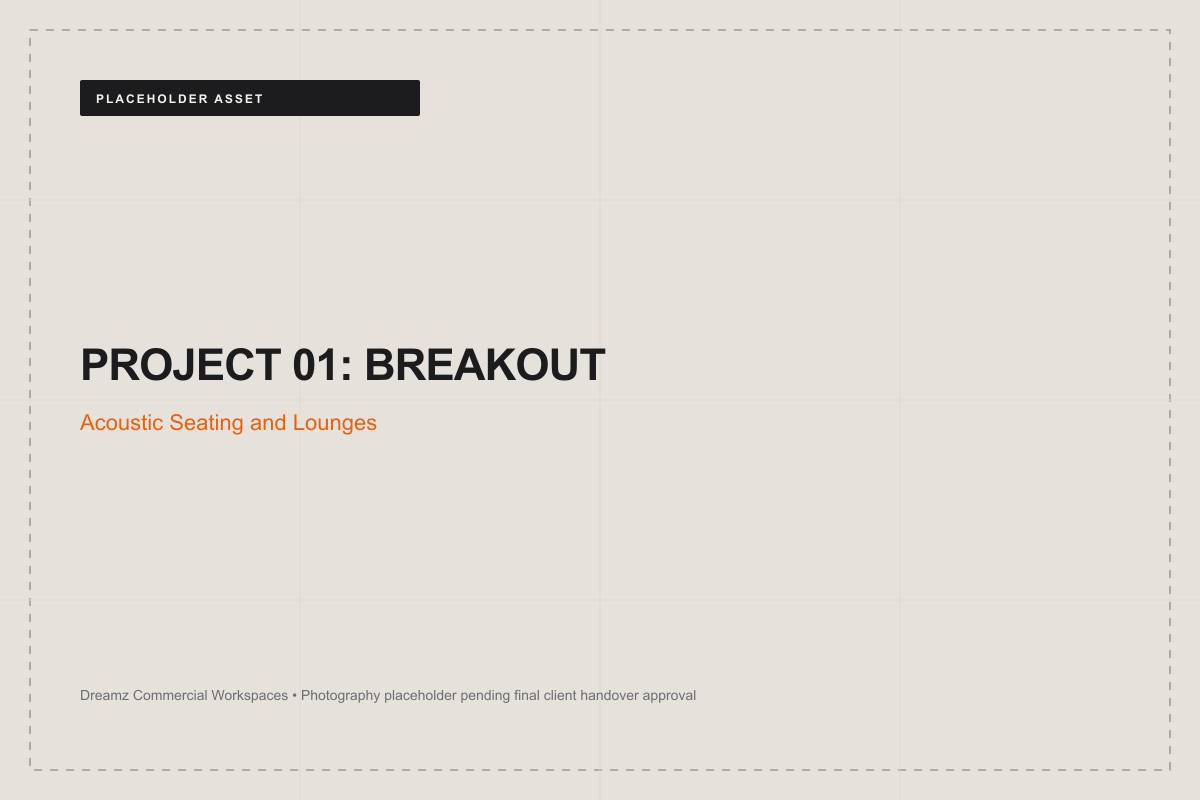 PLACEHOLDER ASSET
PROJECT 01: BREAKOUT
Acoustic Seating and Lounges
Dreamz Commercial Workspaces • Photography placeholder pending final client handover approval